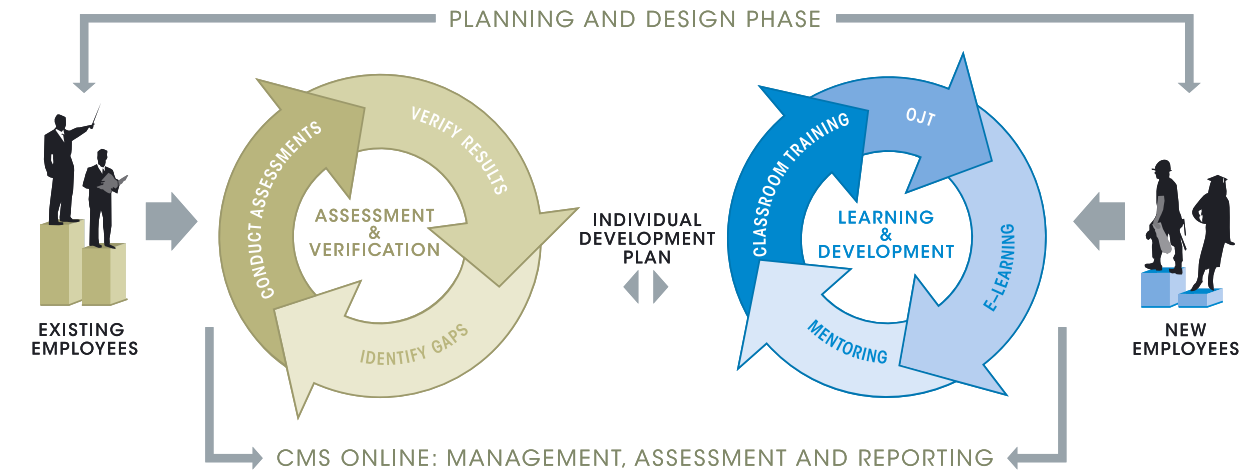 PLANNING AND DESIGN PHASE
CONDUCT ASSESSMENTS
VERIFY RESULTS
IDENTIFY GAPS
ASSESSMENT
&
VERIFICATION
INDIVIDUAL
DEVELOPMENT
PLAN
CLASSROOM TRAINING
OJT
E-LEARNING
MENTORING
LEARNING
&
DEVELOPMENT
EXISTING
EMPLOYEES
NEW
EMPLOYEES
CMS ONLINE: MANAGEMENT, ASSESSMENT AND REPORTING